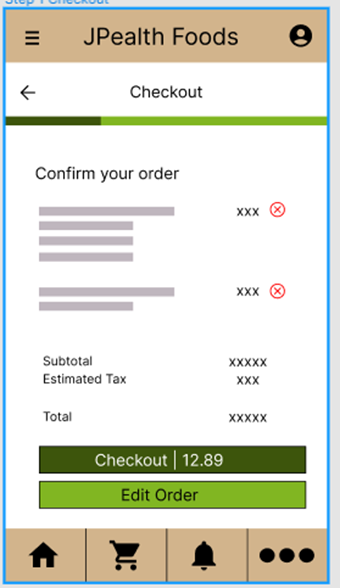 Step 1 Checkout
JPealth Foods
Checkout
Confirm your order
xxx
xxx
Subtotal xxxxx
Estimated Tax xxx
Total xxxxx
Checkout | 12.89
Edit Order